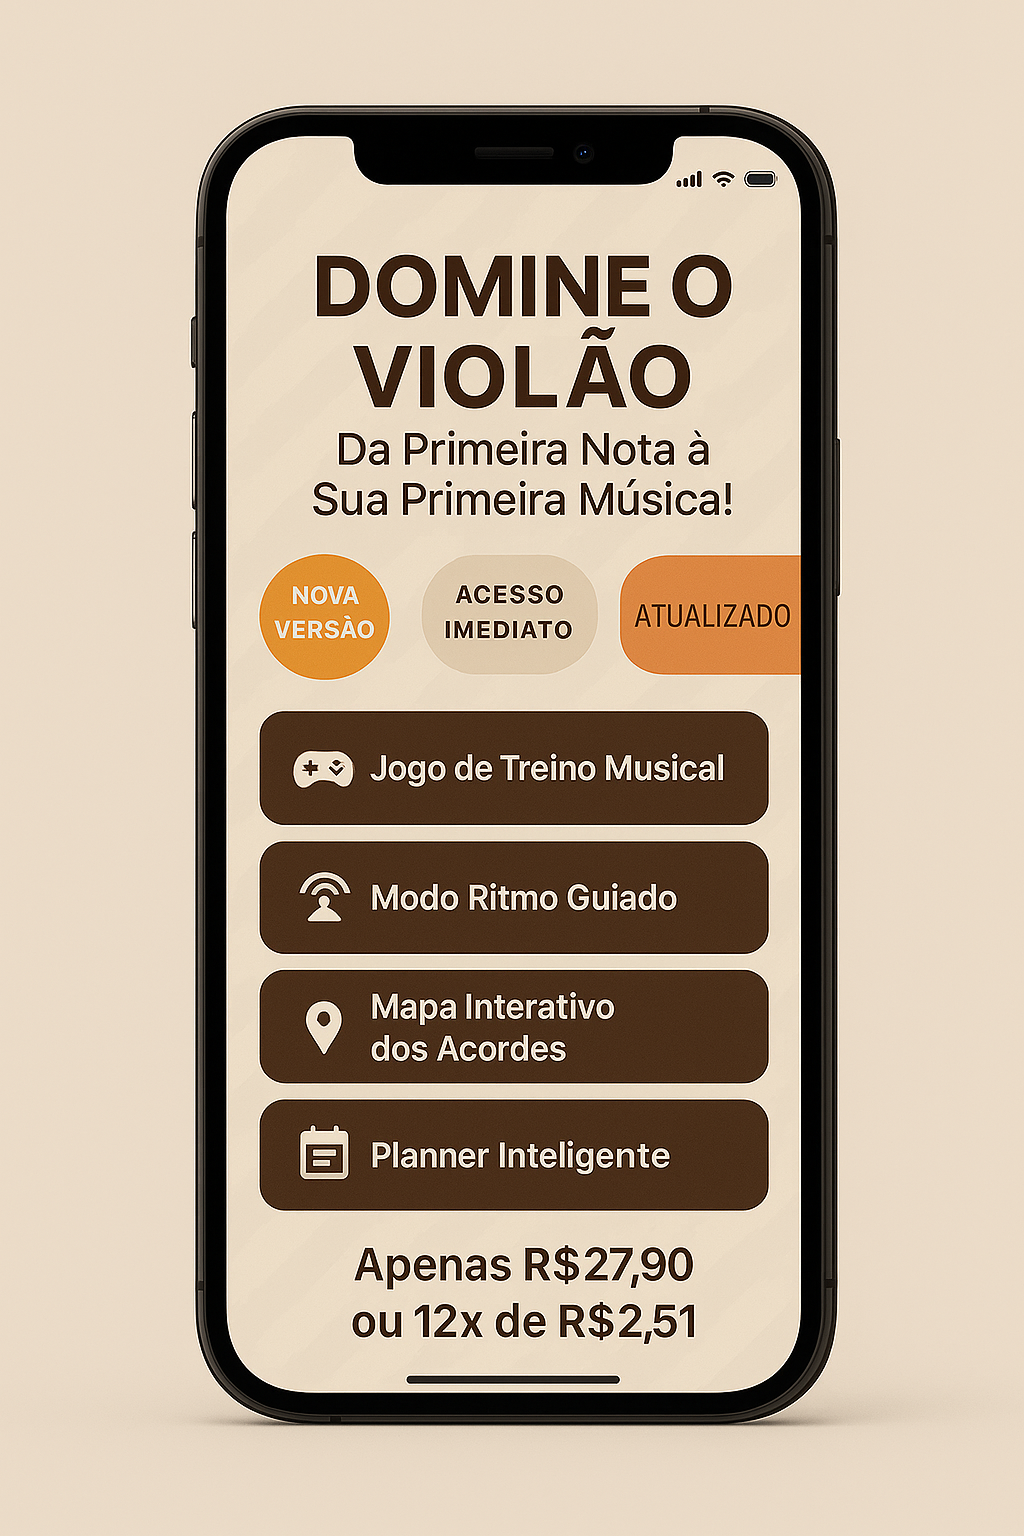 DOMINE O
VIOLÃO
Da Primeira Nota à
Sua Primeira Música!
NOVA
VERSÀO
ACESSO
IMEDIATO
ATUALIZADO
Jogo de Treino Musical
Modo Ritmo Guiado
Mapa Interativo
dos Acordes
Planner Inteligente
Apenas R$27,90
ou 12x de R$2,51